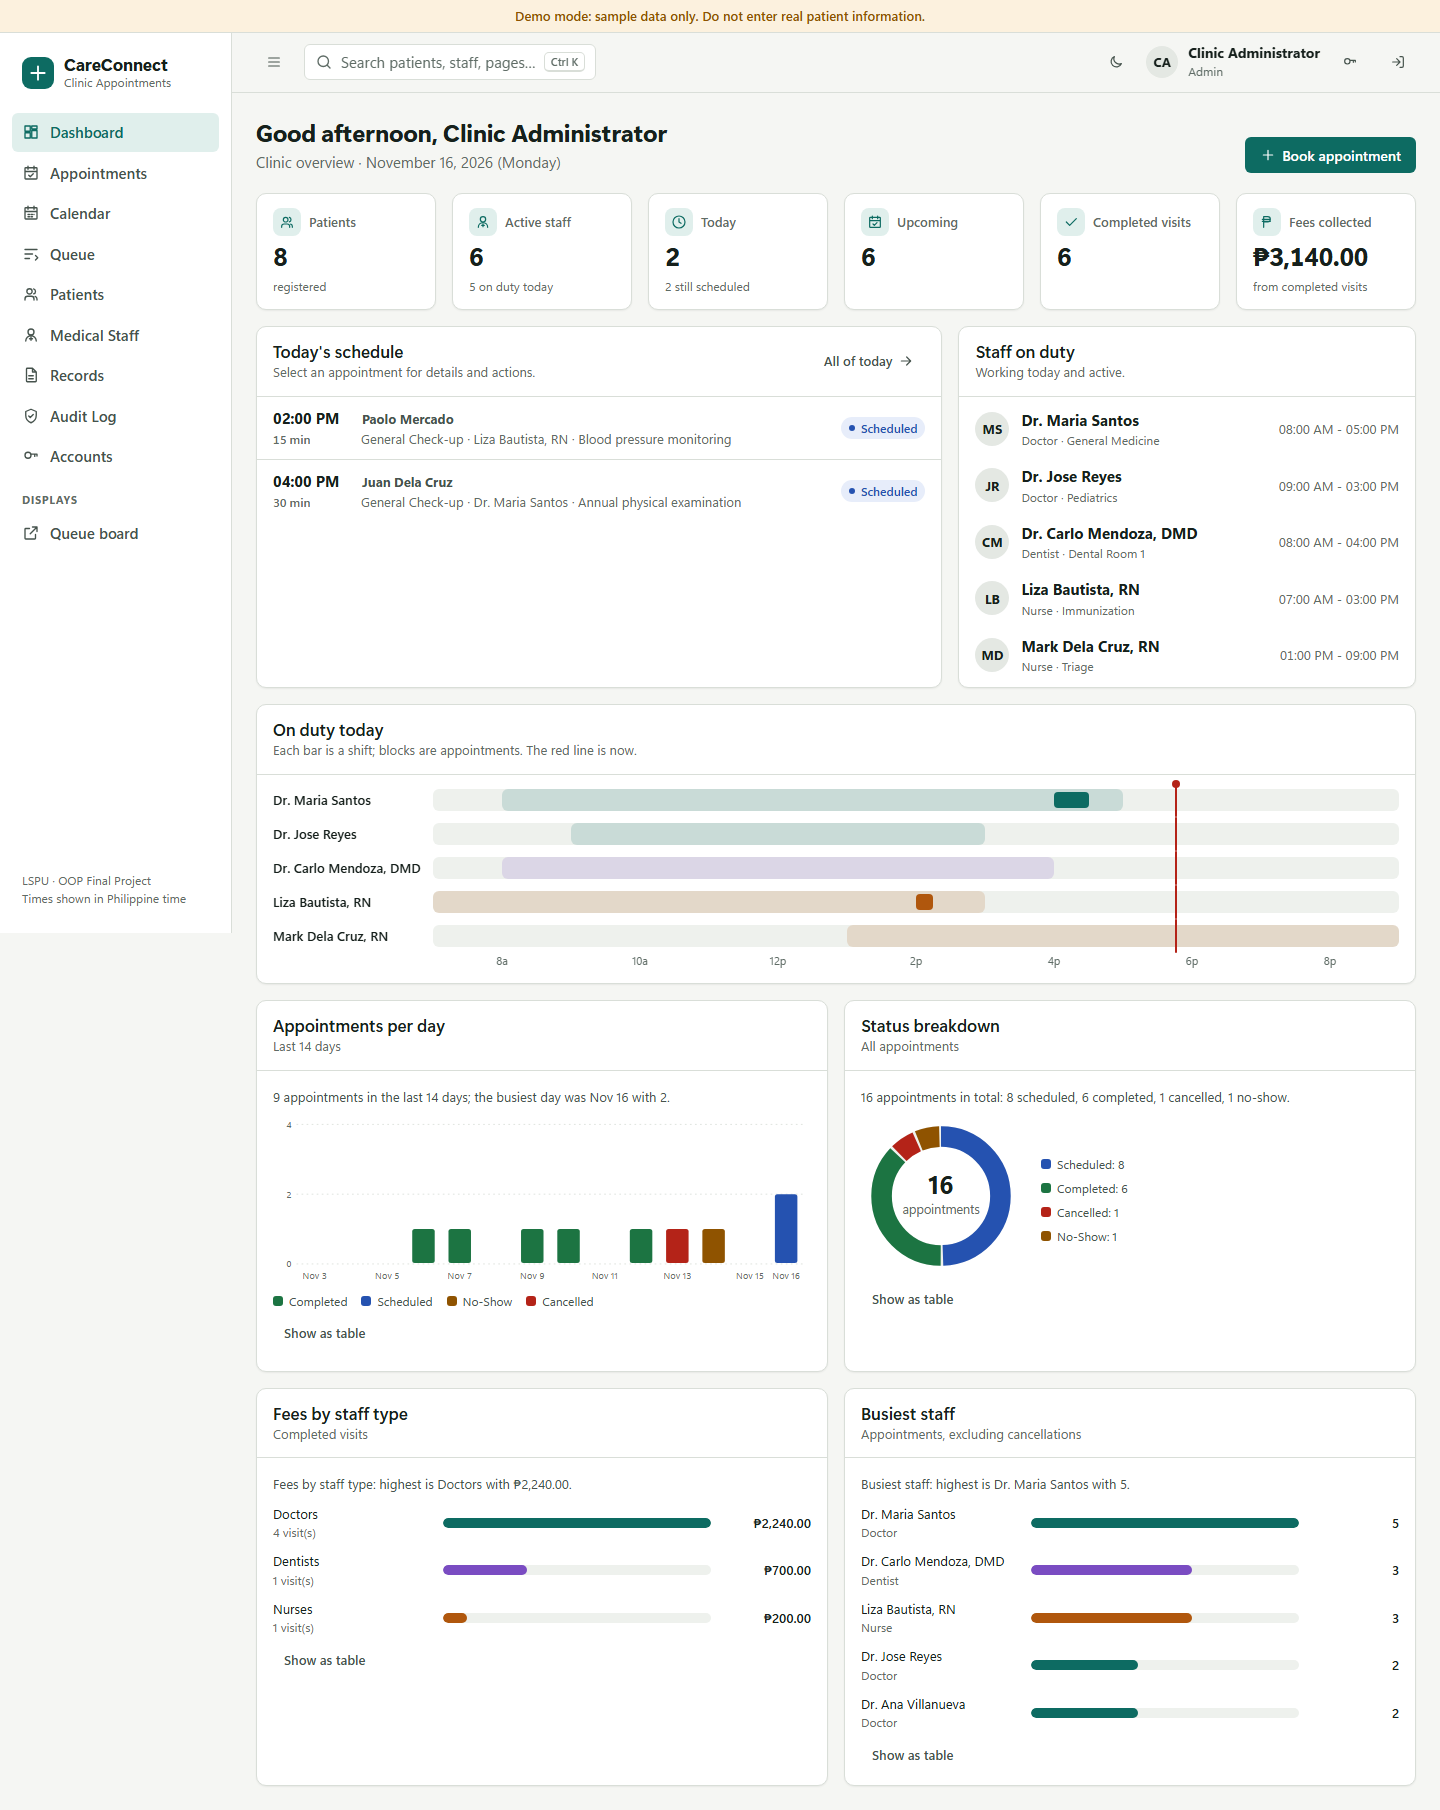 Demo mode: sample data only. Do not enter real patient information.
CareConnect
Clinic Appointments
Dashboard
Appointments
Calendar
Queue
Patients
Medical Staff
Records
Audit Log
Accounts
DISPLAYS
Queue board
LSPU · OOP Final Project
Times shown in Philippine time
Search patients, staff, pages...
Ctrl K
CA
Clinic Administrator
Admin
Good afternoon, Clinic Administrator
Clinic overview · November 16, 2026 (Monday)
Book appointment
Patients
8
registered
Active staff
6
5 on duty today
Today
2
2 still scheduled
Upcoming
6
Completed visits
6
Fees collected
₱3,140.00
from completed visits
Today's schedule
Select an appointment for details and actions.
All of today
02:00 PM
15 min
Paolo Mercado
General Check-up · Liza Bautista, RN · Blood pressure monitoring
Scheduled
04:00 PM
30 min
Juan Dela Cruz
General Check-up · Dr. Maria Santos · Annual physical examination
Scheduled
Staff on duty
Working today and active.
MS
Dr. Maria Santos
Doctor · General Medicine
08:00 AM - 05:00 PM
JR
Dr. Jose Reyes
Doctor · Pediatrics
09:00 AM - 03:00 PM
CM
Dr. Carlo Mendoza, DMD
Dentist · Dental Room 1
08:00 AM - 04:00 PM
LB
Liza Bautista, RN
Nurse · Immunization
07:00 AM - 03:00 PM
MD
Mark Dela Cruz, RN
Nurse · Triage
01:00 PM - 09:00 PM
On duty today
Each bar is a shift; blocks are appointments. The red line is now.
Dr. Maria Santos
Dr. Jose Reyes
Dr. Carlo Mendoza, DMD
Liza Bautista, RN
Mark Dela Cruz, RN
8a 10a 12p 2p 4p 6p 8p
Appointments per day
Last 14 days
9 appointments in the last 14 days; the busiest day was Nov 16 with 2.
4
2
0
Nov 3 Nov 5 Nov 7 Nov 9 Nov 11 Nov 13 Nov 15 Nov 16
Completed Scheduled No-Show Cancelled
Show as table
Status breakdown
All appointments
16 appointments in total: 8 scheduled, 6 completed, 1 cancelled, 1 no-show.
16
appointments
Scheduled: 8
Completed: 6
Cancelled: 1
No-Show: 1
Show as table
Fees by staff type
Completed visits
Fees by staff type: highest is Doctors with ₱2,240.00.
Doctors
4 visit(s)
₱2,240.00
Dentists
1 visit(s)
₱700.00
Nurses
1 visit(s)
₱200.00
Show as table
Busiest staff
Appointments, excluding cancellations
Busiest staff: highest is Dr. Maria Santos with 5.
Dr. Maria Santos
Doctor
5
Dr. Carlo Mendoza, DMD
Dentist
3
Liza Bautista, RN
Nurse
3
Dr. Jose Reyes
Doctor
2
Dr. Ana Villanueva
Doctor
2
Show as table